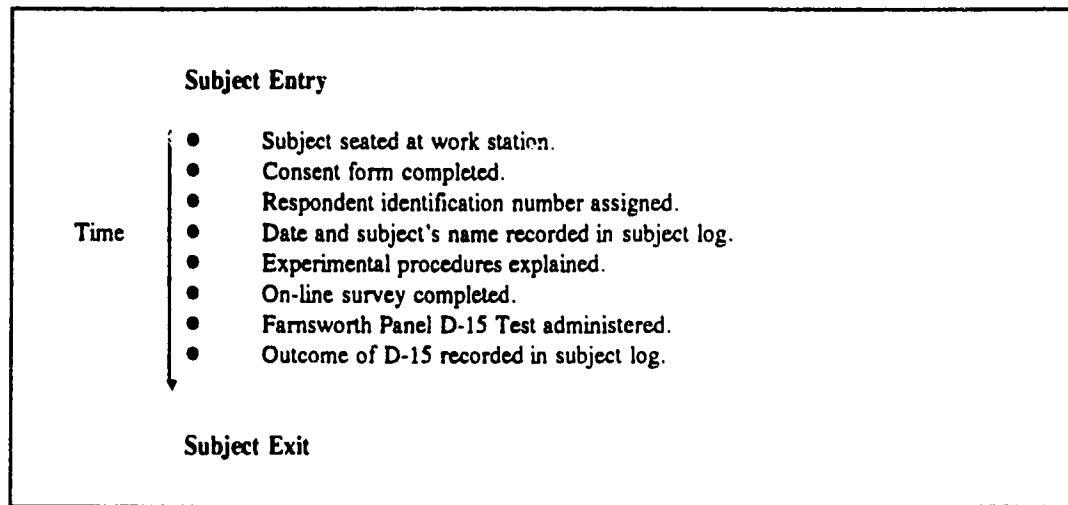 Subject Entry
● Subject seated at work station.
● Consent form completed.
● Respondent identification number assigned.
Time
● Date and subject's name recorded in subject log.
● Experimental procedures explained.
● On-line survey completed.
● Farnsworth Panel D-15 Test administered.
● Outcome of D-15 recorded in subject log.
Subject Exit